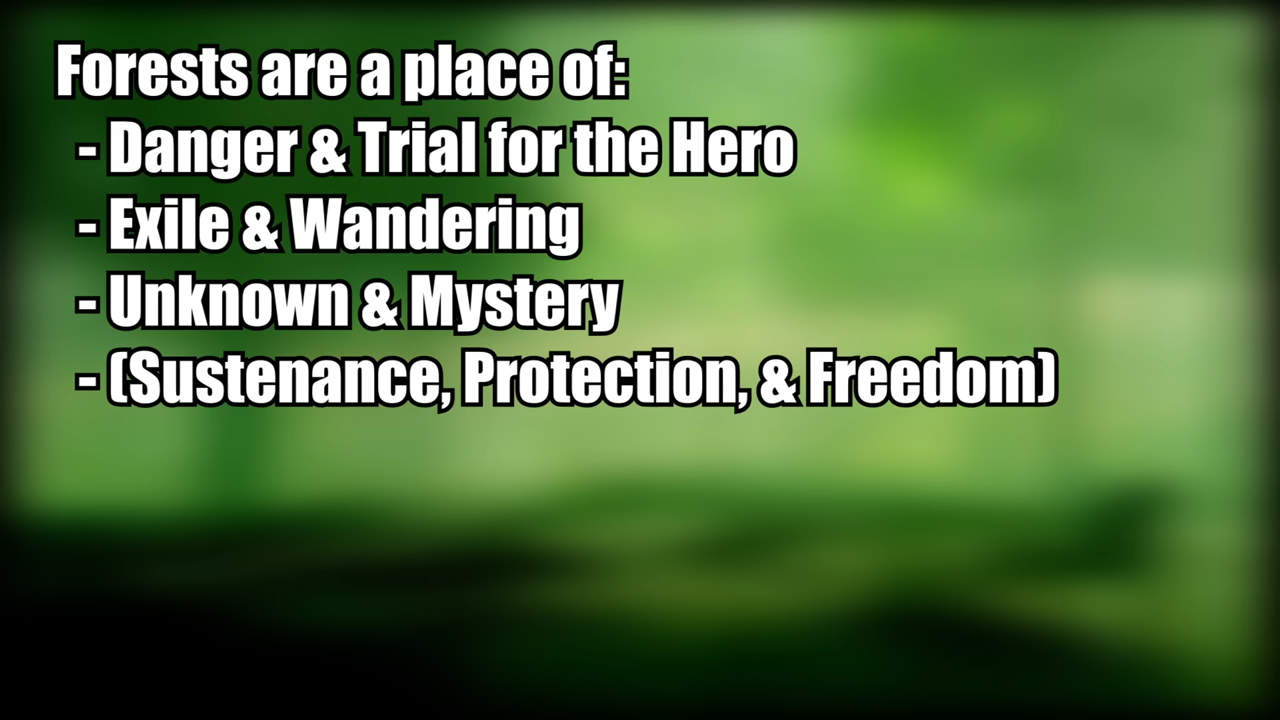 Forests are a place of:
- Danger & Trial for the Hero
- Exile & Wandering
- Unknown & Mystery
- (Sustenance, Protection, & Freedom)